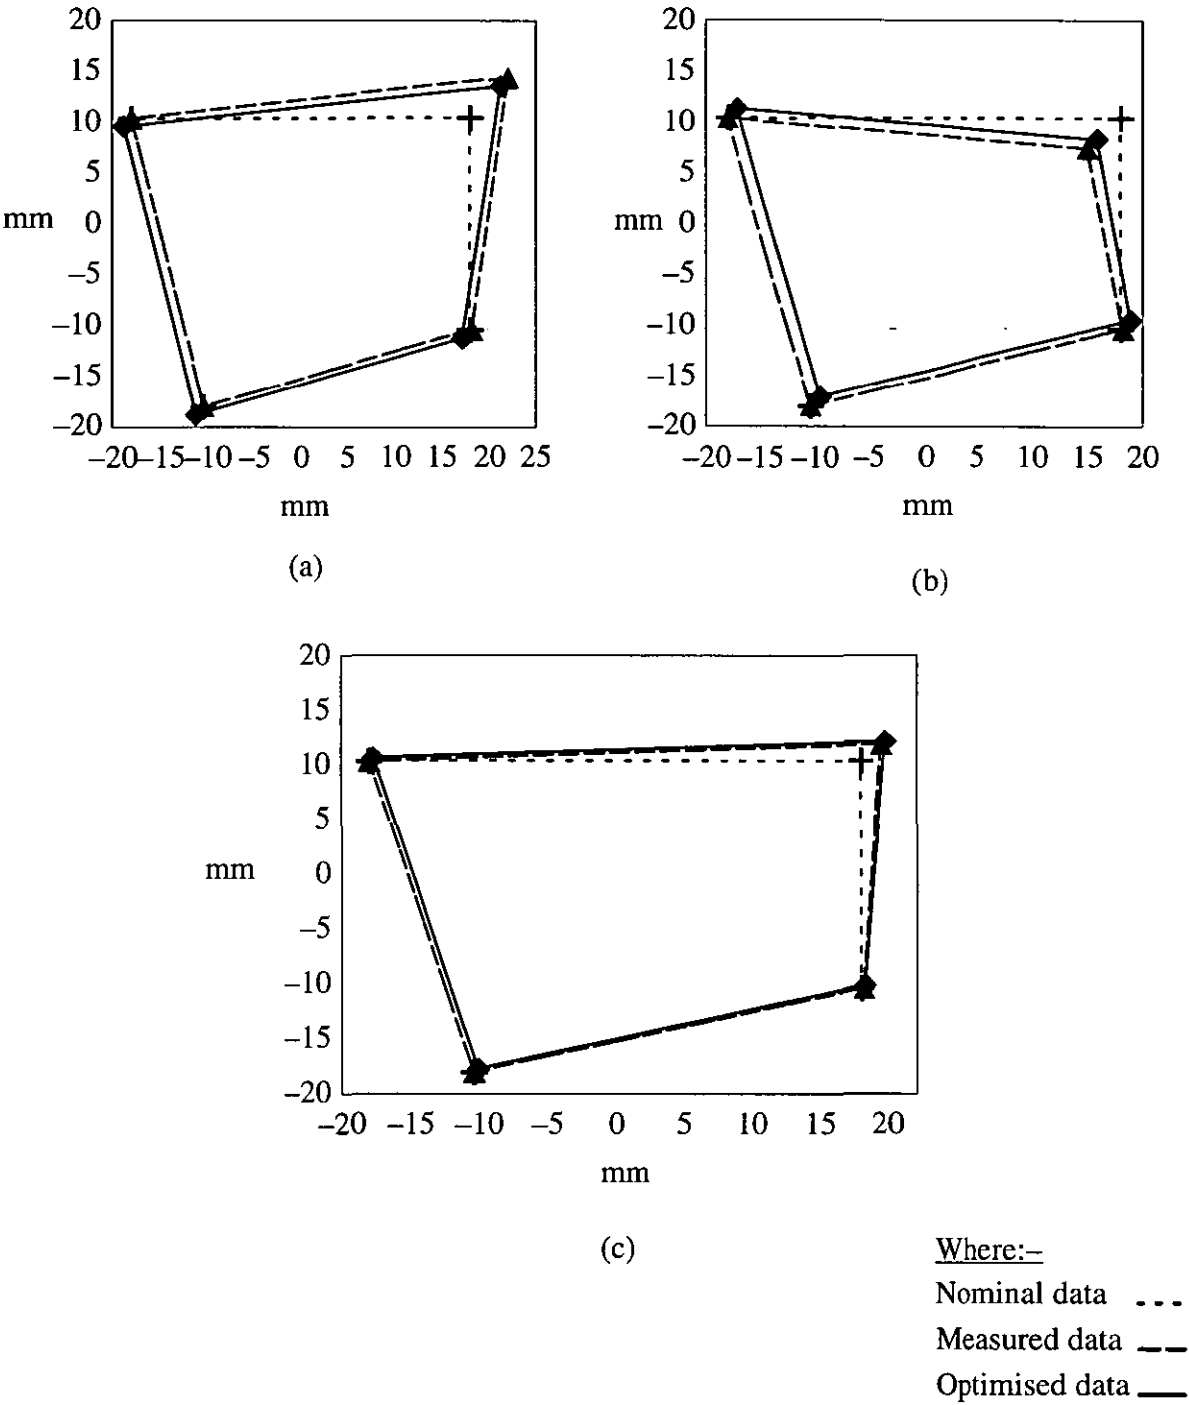 20
15
10
5
mm 0
–5
–10
–15
–20
–20–15–10 –5 0 5 10 15 20 25
mm
(a)
20
15
10
5
mm 0
–5
–10
–15
–20
–20 –15 –10 –5 0 5 10 15 20
mm
(b)
20
15
10
5
mm 0
–5
–10
–15
–20
–20 –15 –10 –5 0 5 10 15 20
mm
(c)
Where:–
Nominal data
Measured data
Optimised data